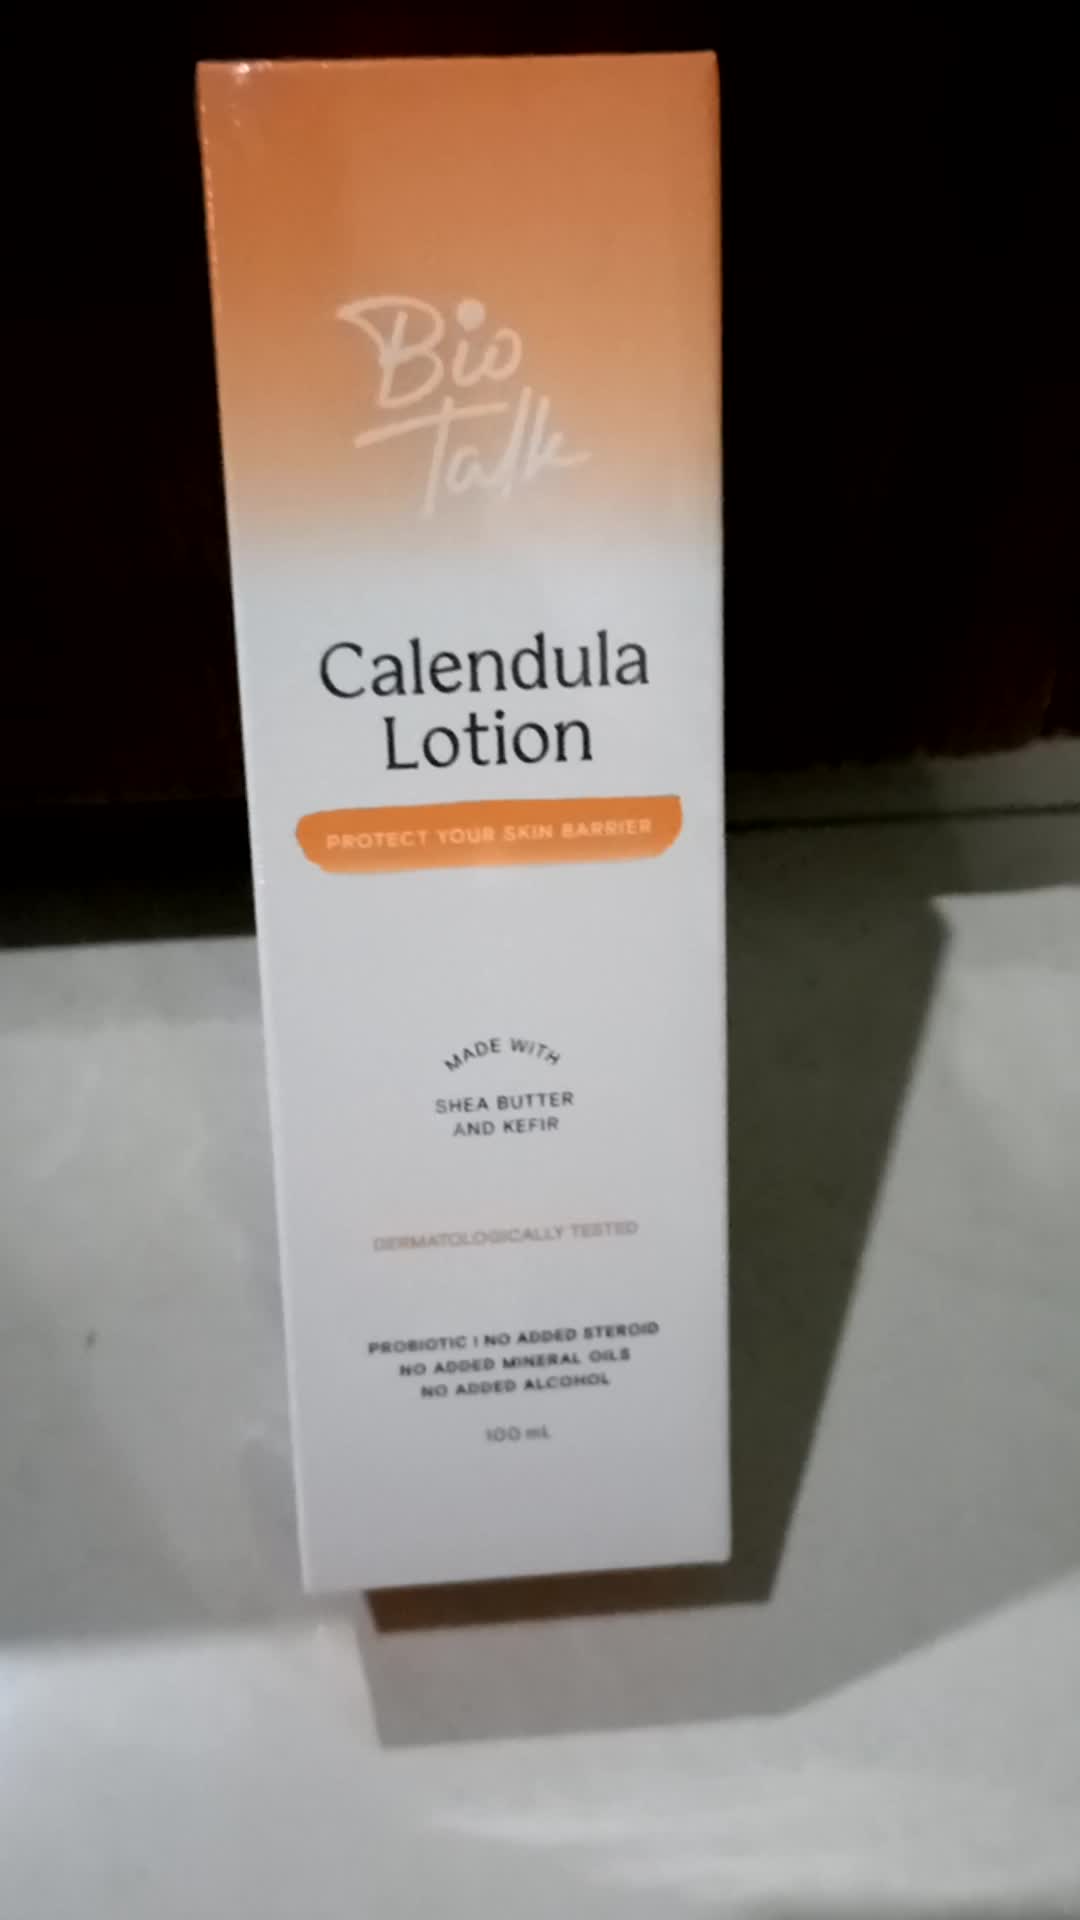 Bio
Talk
Calendula
Lotion
PROTECT YOUR SKIN BARRIER
MADE WITH
SHEA BUTTER
AND KEFIR
DERMATOLOGICALLY TESTED
PROBIOTIC | NO ADDED STEROID
NO ADDED MINERAL OILS
NO ADDED ALCOHOL
100 mL